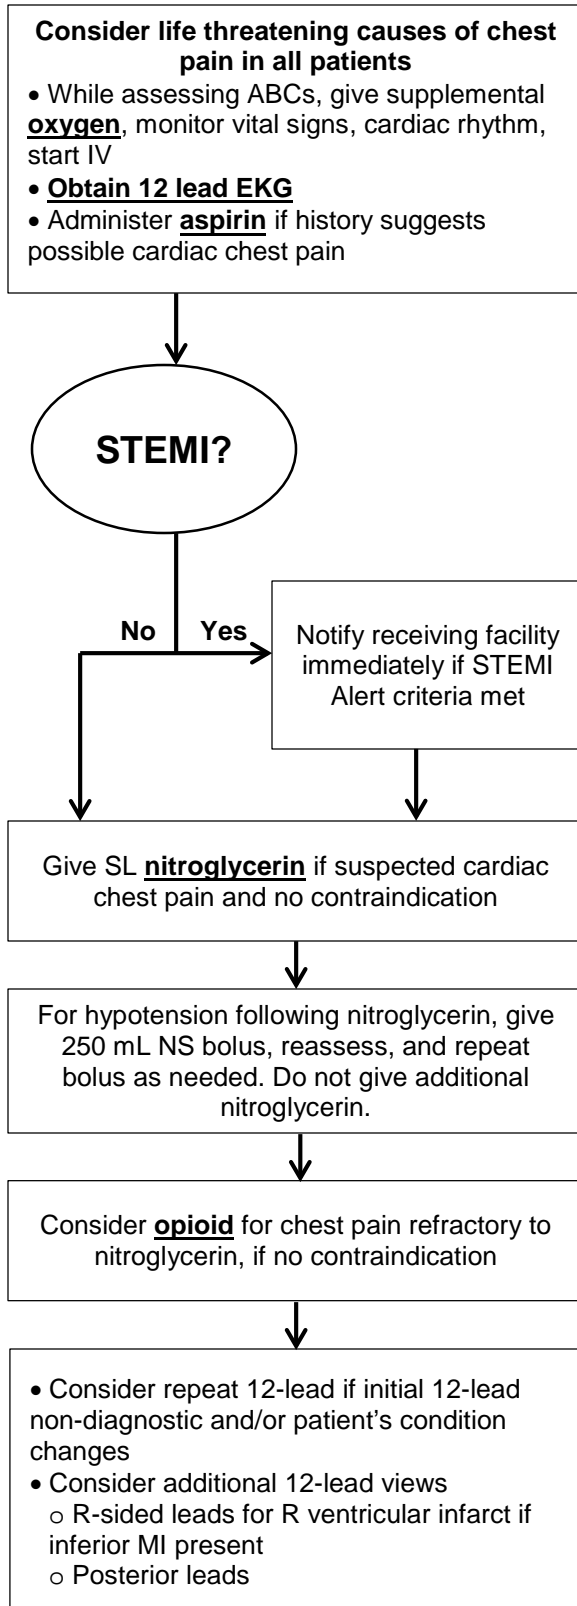 Consider life threatening causes of chest
pain in all patients
• While assessing ABCs, give supplemental
oxygen, monitor vital signs, cardiac rhythm,
start IV
• Obtain 12 lead EKG
• Administer aspirin if history suggests
possible cardiac chest pain
STEMI?
No Yes
Notify receiving facility
immediately if STEMI
Alert criteria met
Give SL nitroglycerin if suspected cardiac
chest pain and no contraindication
For hypotension following nitroglycerin, give
250 mL NS bolus, reassess, and repeat
bolus as needed. Do not give additional
nitroglycerin.
Consider opioid for chest pain refractory to
nitroglycerin, if no contraindication
• Consider repeat 12-lead if initial 12-lead
non-diagnostic and/or patient’s condition
changes
• Consider additional 12-lead views
o R-sided leads for R ventricular infarct if
inferior MI present
o Posterior leads